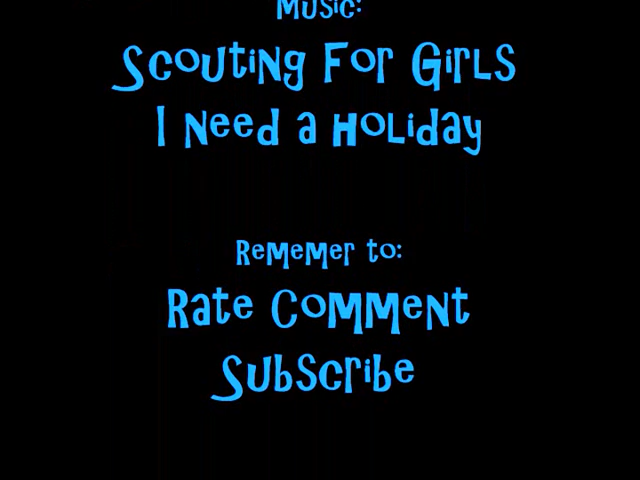 Music:
Scouting For Girls
I Need a Holiday
Rememer to:
Rate Comment
Subscribe